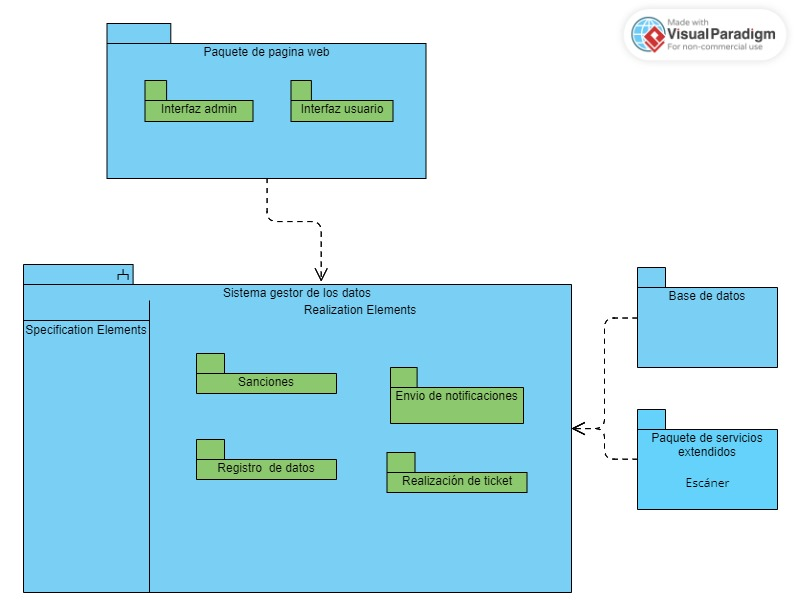 Made with
VisualParadigm
For non-commercial use
Paquete de pagina web
Interfaz admin
Interfaz usuario
Sistema gestor de los datos
Realization Elements
Specification Elements
Sanciones
Envio de notificaciones
Registro de datos
Realización de ticket
Base de datos
Paquete de servicios
extendidos
Escáner